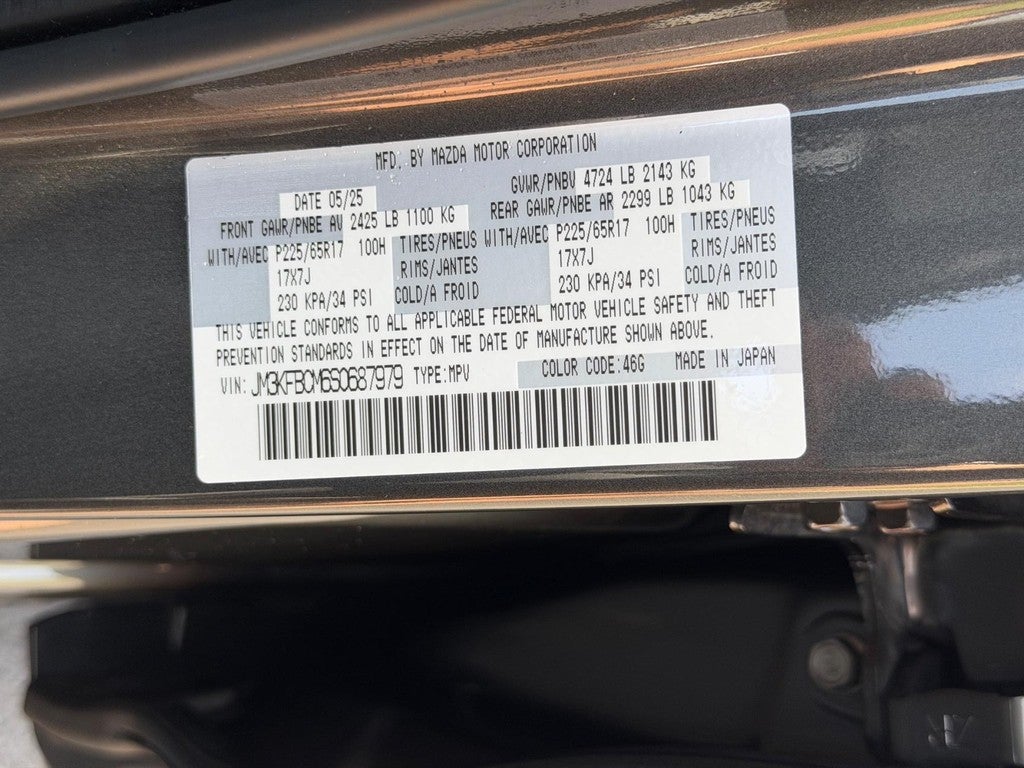 MFD. BY MAZDA MOTOR CORPORATION
DATE 05/25 GVWR/PNBV 4724 LB 2143 KG
FRONT GAWR/PNBE AV 2425 LB 1100 KG REAR GAWR/PNBE AR 2299 LB 1043 KG
WITH/AVEC P225/65R17 100H TIRES/PNEUS WITH/AVEC P225/65R17 100H TIRES/PNEUS
17X7J RIMS/JANTES 17X7J RIMS/JANTES
230 KPA/34 PSI COLD/A FROID 230 KPA/34 PSI COLD/A FROID
THIS VEHICLE CONFORMS TO ALL APPLICABLE FEDERAL MOTOR VEHICLE SAFETY AND THEFT
PREVENTION STANDARDS IN EFFECT ON THE DATE OF MANUFACTURE SHOWN ABOVE.
VIN: JM3KFBCM6S0687979 TYPE:MPV COLOR CODE:46G MADE IN JAPAN